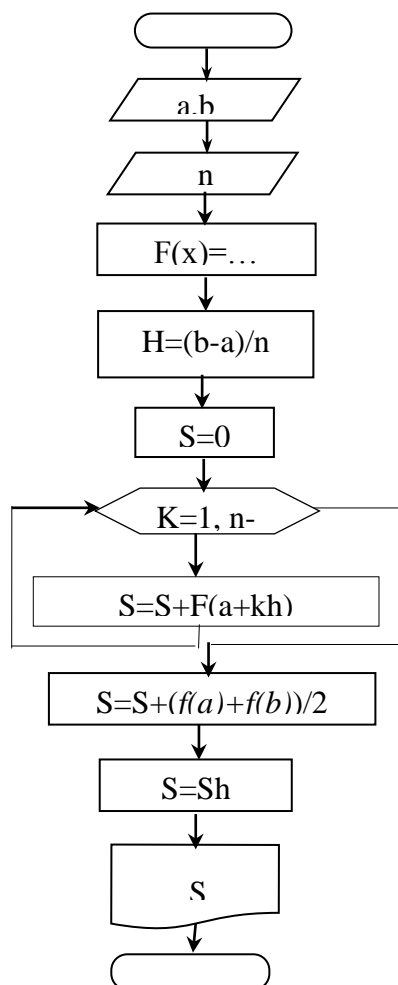 a,b
n
F(x)=…
H=(b-a)/n
S=0
K=1, n-
S=S+F(a+kh)
S=S+(f(a)+f(b))/2
S=Sh
S